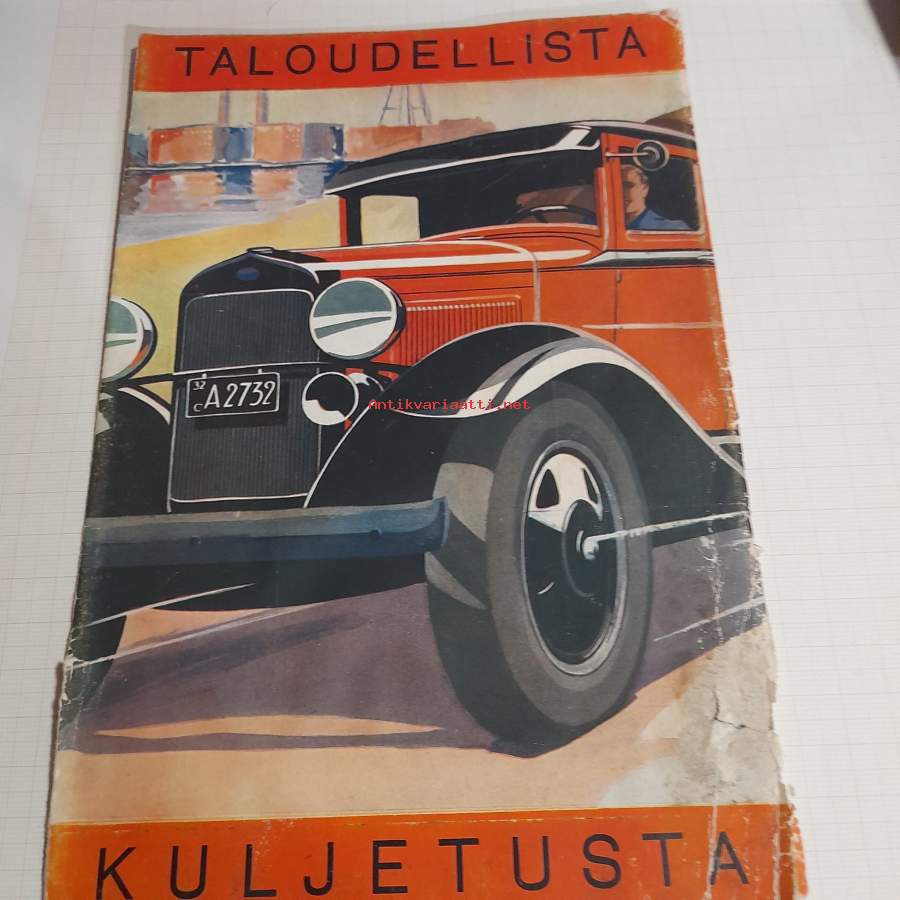 TALOUDELLISTA
32 A2732
C
Antikvariaatti.net
KULJETUSTA